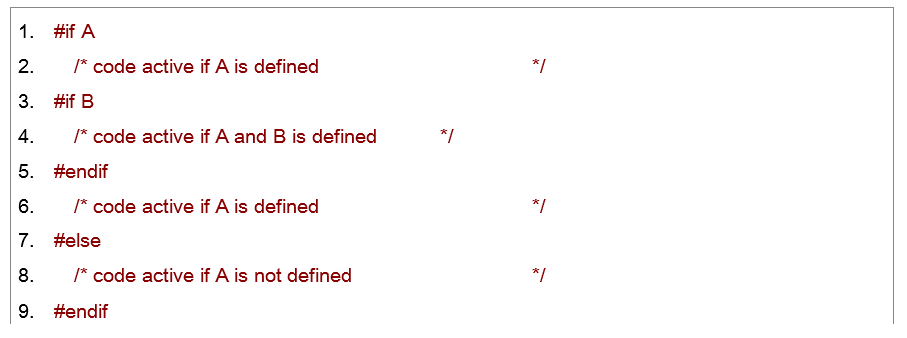 1. #if A
2. /* code active if A is defined */
3. #if B
4. /* code active if A and B is defined */
5. #endif
6. /* code active if A is defined */
7. #else
8. /* code active if A is not defined */
9. #endif